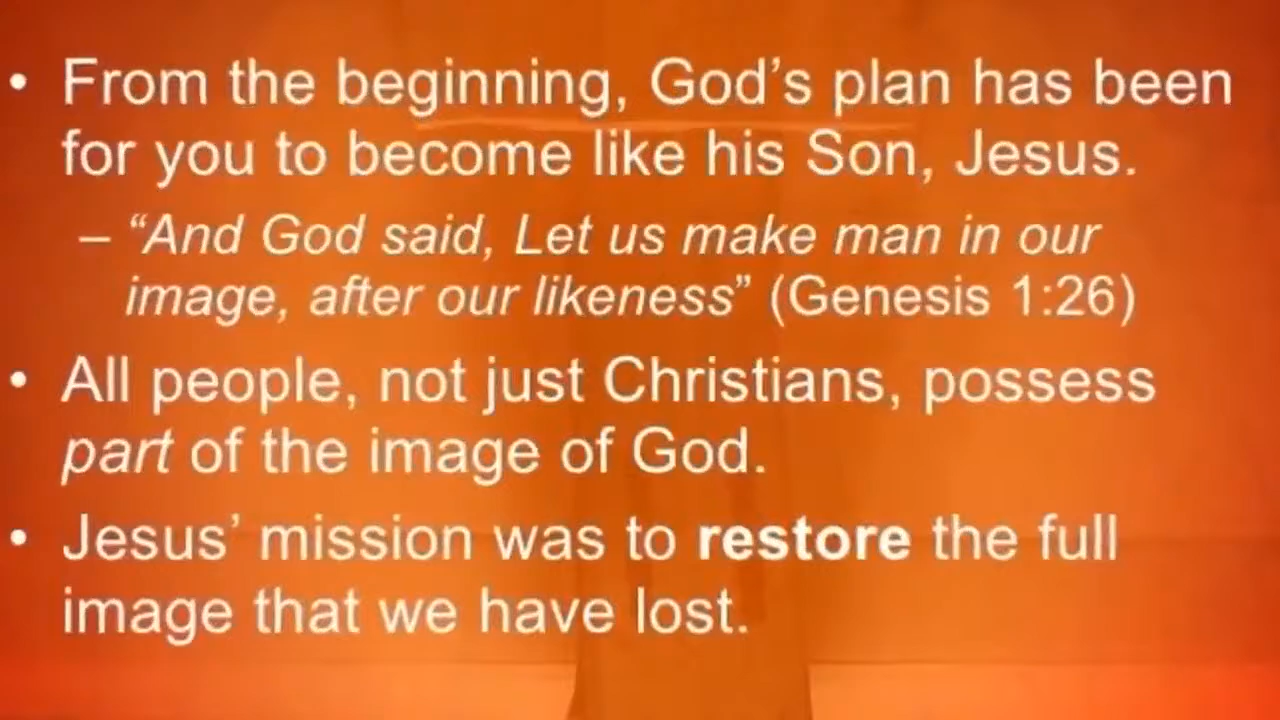 • From the beginning, God’s plan has been
for you to become like his Son, Jesus.
– “And God said, Let us make man in our
image, after our likeness” (Genesis 1:26)
• All people, not just Christians, possess
part of the image of God.
• Jesus’ mission was to restore the full
image that we have lost.